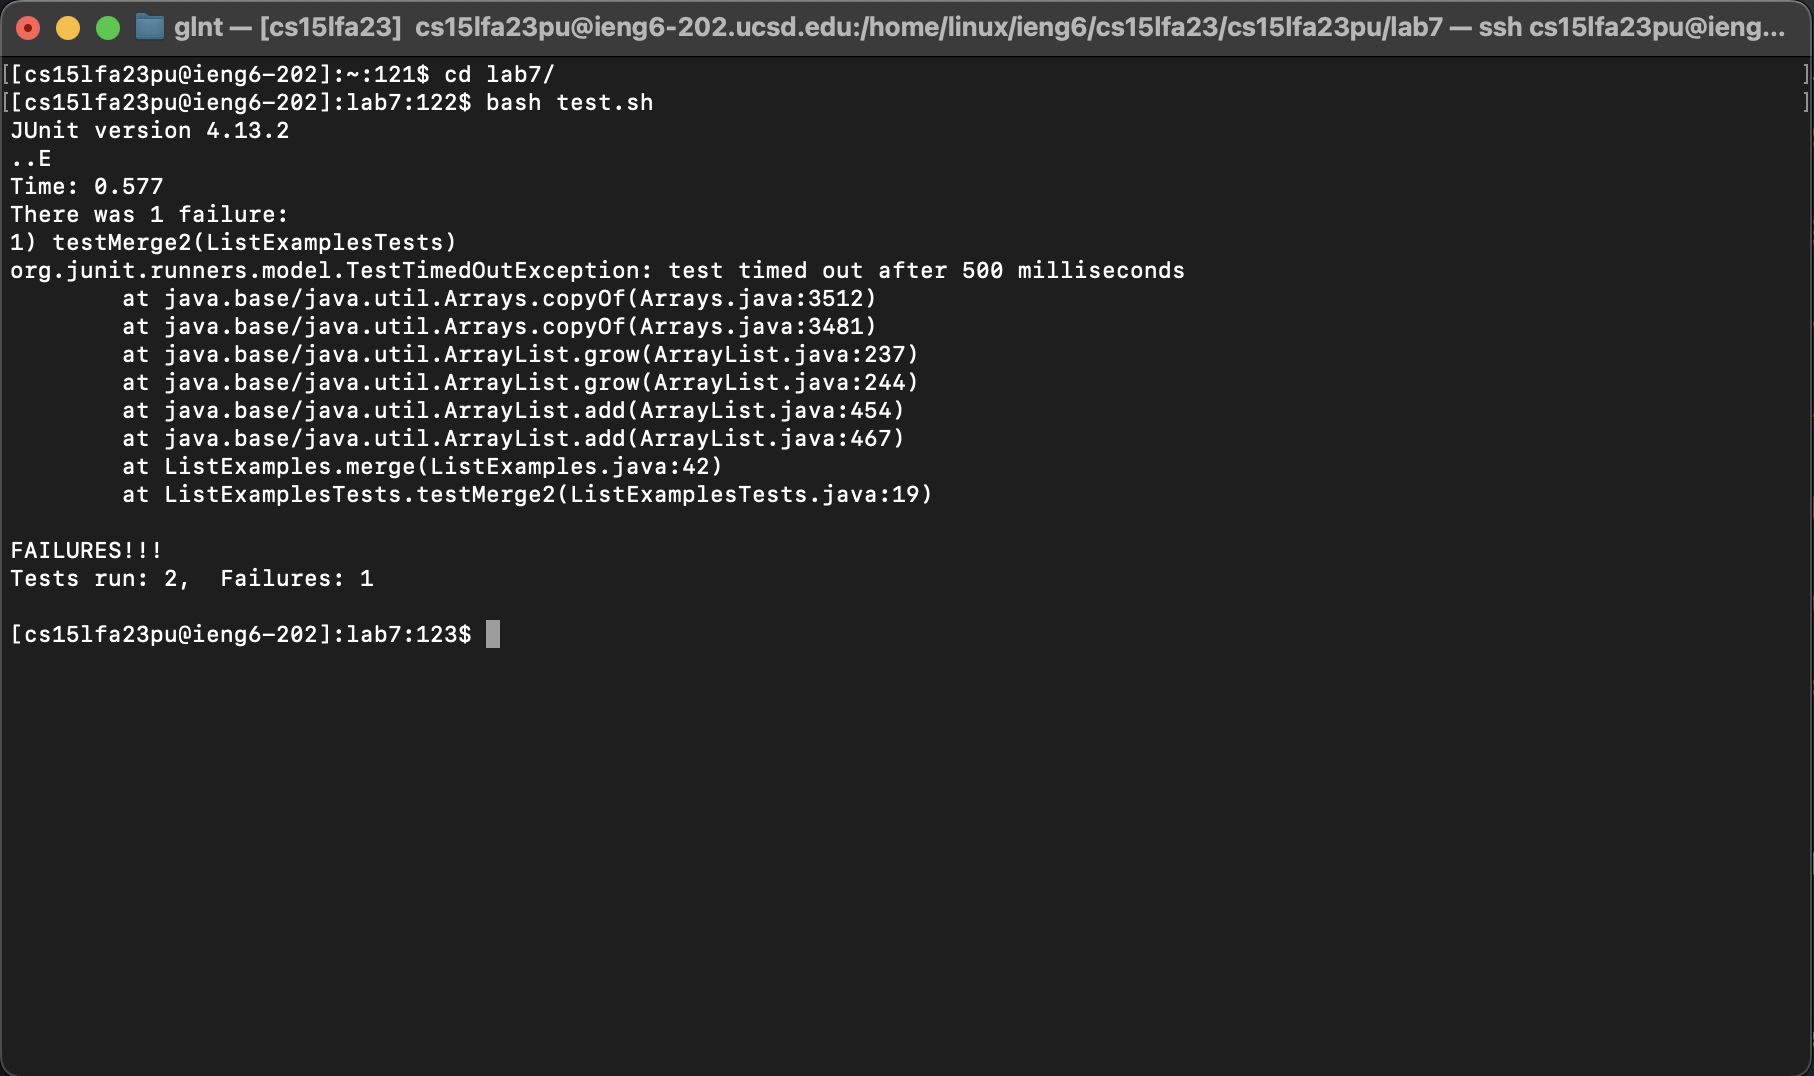 glnt — [cs15lfa23] cs15lfa23pu@ieng6-202.ucsd.edu:/home/linux/ieng6/cs15lfa23/cs15lfa23pu/lab7 — ssh cs15lfa23pu@ieng...
[[cs15lfa23pu@ieng6-202]:~:121$ cd lab7/ ]
[[cs15lfa23pu@ieng6-202]:lab7:122$ bash test.sh ]
JUnit version 4.13.2
..E
Time: 0.577
There was 1 failure:
1) testMerge2(ListExamplesTests)
org.junit.runners.model.TestTimedOutException: test timed out after 500 milliseconds
        at java.base/java.util.Arrays.copyOf(Arrays.java:3512)
        at java.base/java.util.Arrays.copyOf(Arrays.java:3481)
        at java.base/java.util.ArrayList.grow(ArrayList.java:237)
        at java.base/java.util.ArrayList.grow(ArrayList.java:244)
        at java.base/java.util.ArrayList.add(ArrayList.java:454)
        at java.base/java.util.ArrayList.add(ArrayList.java:467)
        at ListExamples.merge(ListExamples.java:42)
        at ListExamplesTests.testMerge2(ListExamplesTests.java:19)
FAILURES!!!
Tests run: 2,  Failures: 1
[cs15lfa23pu@ieng6-202]:lab7:123$